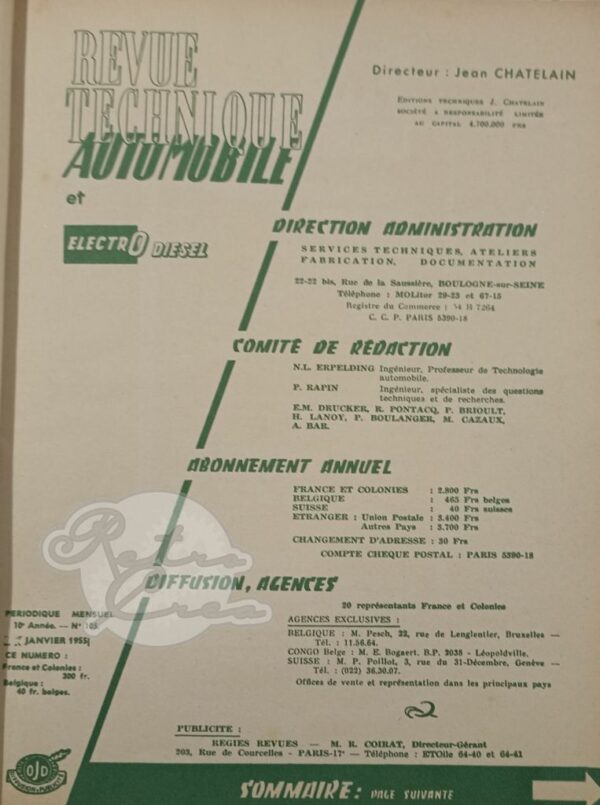 REVUE
TECHNIQUE
AUTOMOBILE
et
ELECTRO DIESEL
Directeur : Jean CHATELAIN
EDITIONS TECHNIQUES J. CHATELAIN
SOCIÉTÉ A RESPONSABILITÉ LIMITÉE
AU CAPITAL 4.700.000 FRS
DIRECTION ADMINISTRATION
SERVICES TECHNIQUES, ATELIERS
FABRICATION, DOCUMENTATION
22-22 bis, Rue de la Saussière, BOULOGNE-sur-SEINE
Téléphone : MOLitor 29-23 et 67-15
Registre du Commerce : 54 B 7264
C. C. P. PARIS 5390-18
COMITÉ DE RÉDACTION
N.L. ERPELDING Ingénieur, Professeur de Technologie
automobile.
P. RAPIN Ingénieur, spécialiste des questions
techniques et de recherches.
E.M. DRUCKER, R. PONTACQ, P. BRIOULT,
H. LANOY, P. BOULANGER, M. CAZAUX,
A. BAR.
ABONNEMENT ANNUEL
FRANCE ET COLONIES : 2.800 Frs
BELGIQUE : 465 Frs belges
SUISSE : 40 Frs suisses
ETRANGER : Union Postale : 3.400 Frs
Autres Pays : 3.700 Frs
CHANGEMENT D'ADRESSE : 30 Frs
COMPTE CHEQUE POSTAL : PARIS 5390-18
Retro
Crea
DIFFUSION, AGENCES
20 représentants France et Colonies
AGENCES EXCLUSIVES :
BELGIQUE : M. Pesch, 22, rue de Lenglentier, Bruxelles —
Tél. : 11.56.64.
CONGO Belge : M. E. Bogaert. B.P. 3038 - Léopoldville.
SUISSE : M. P. Poillot, 3, rue du 31-Décembre, Genève —
Tél. : (022) 36.30.07.
Offices de vente et représentation dans les principaux pays
PERIODIQUE MENSUEL
10e Année. — N° 105
JANVIER 1955
CE NUMERO :
France et Colonies :
300 fr.
Belgique :
40 fr. belges.
PUBLICITE :
REGIES REVUES — M. R. COIRAT, Directeur-Gérant
203, Rue de Courcelles - PARIS-17e — Téléphone : ETOile 64-40 et 64-41
OJD
SOMMAIRE : PAGE SUIVANTE